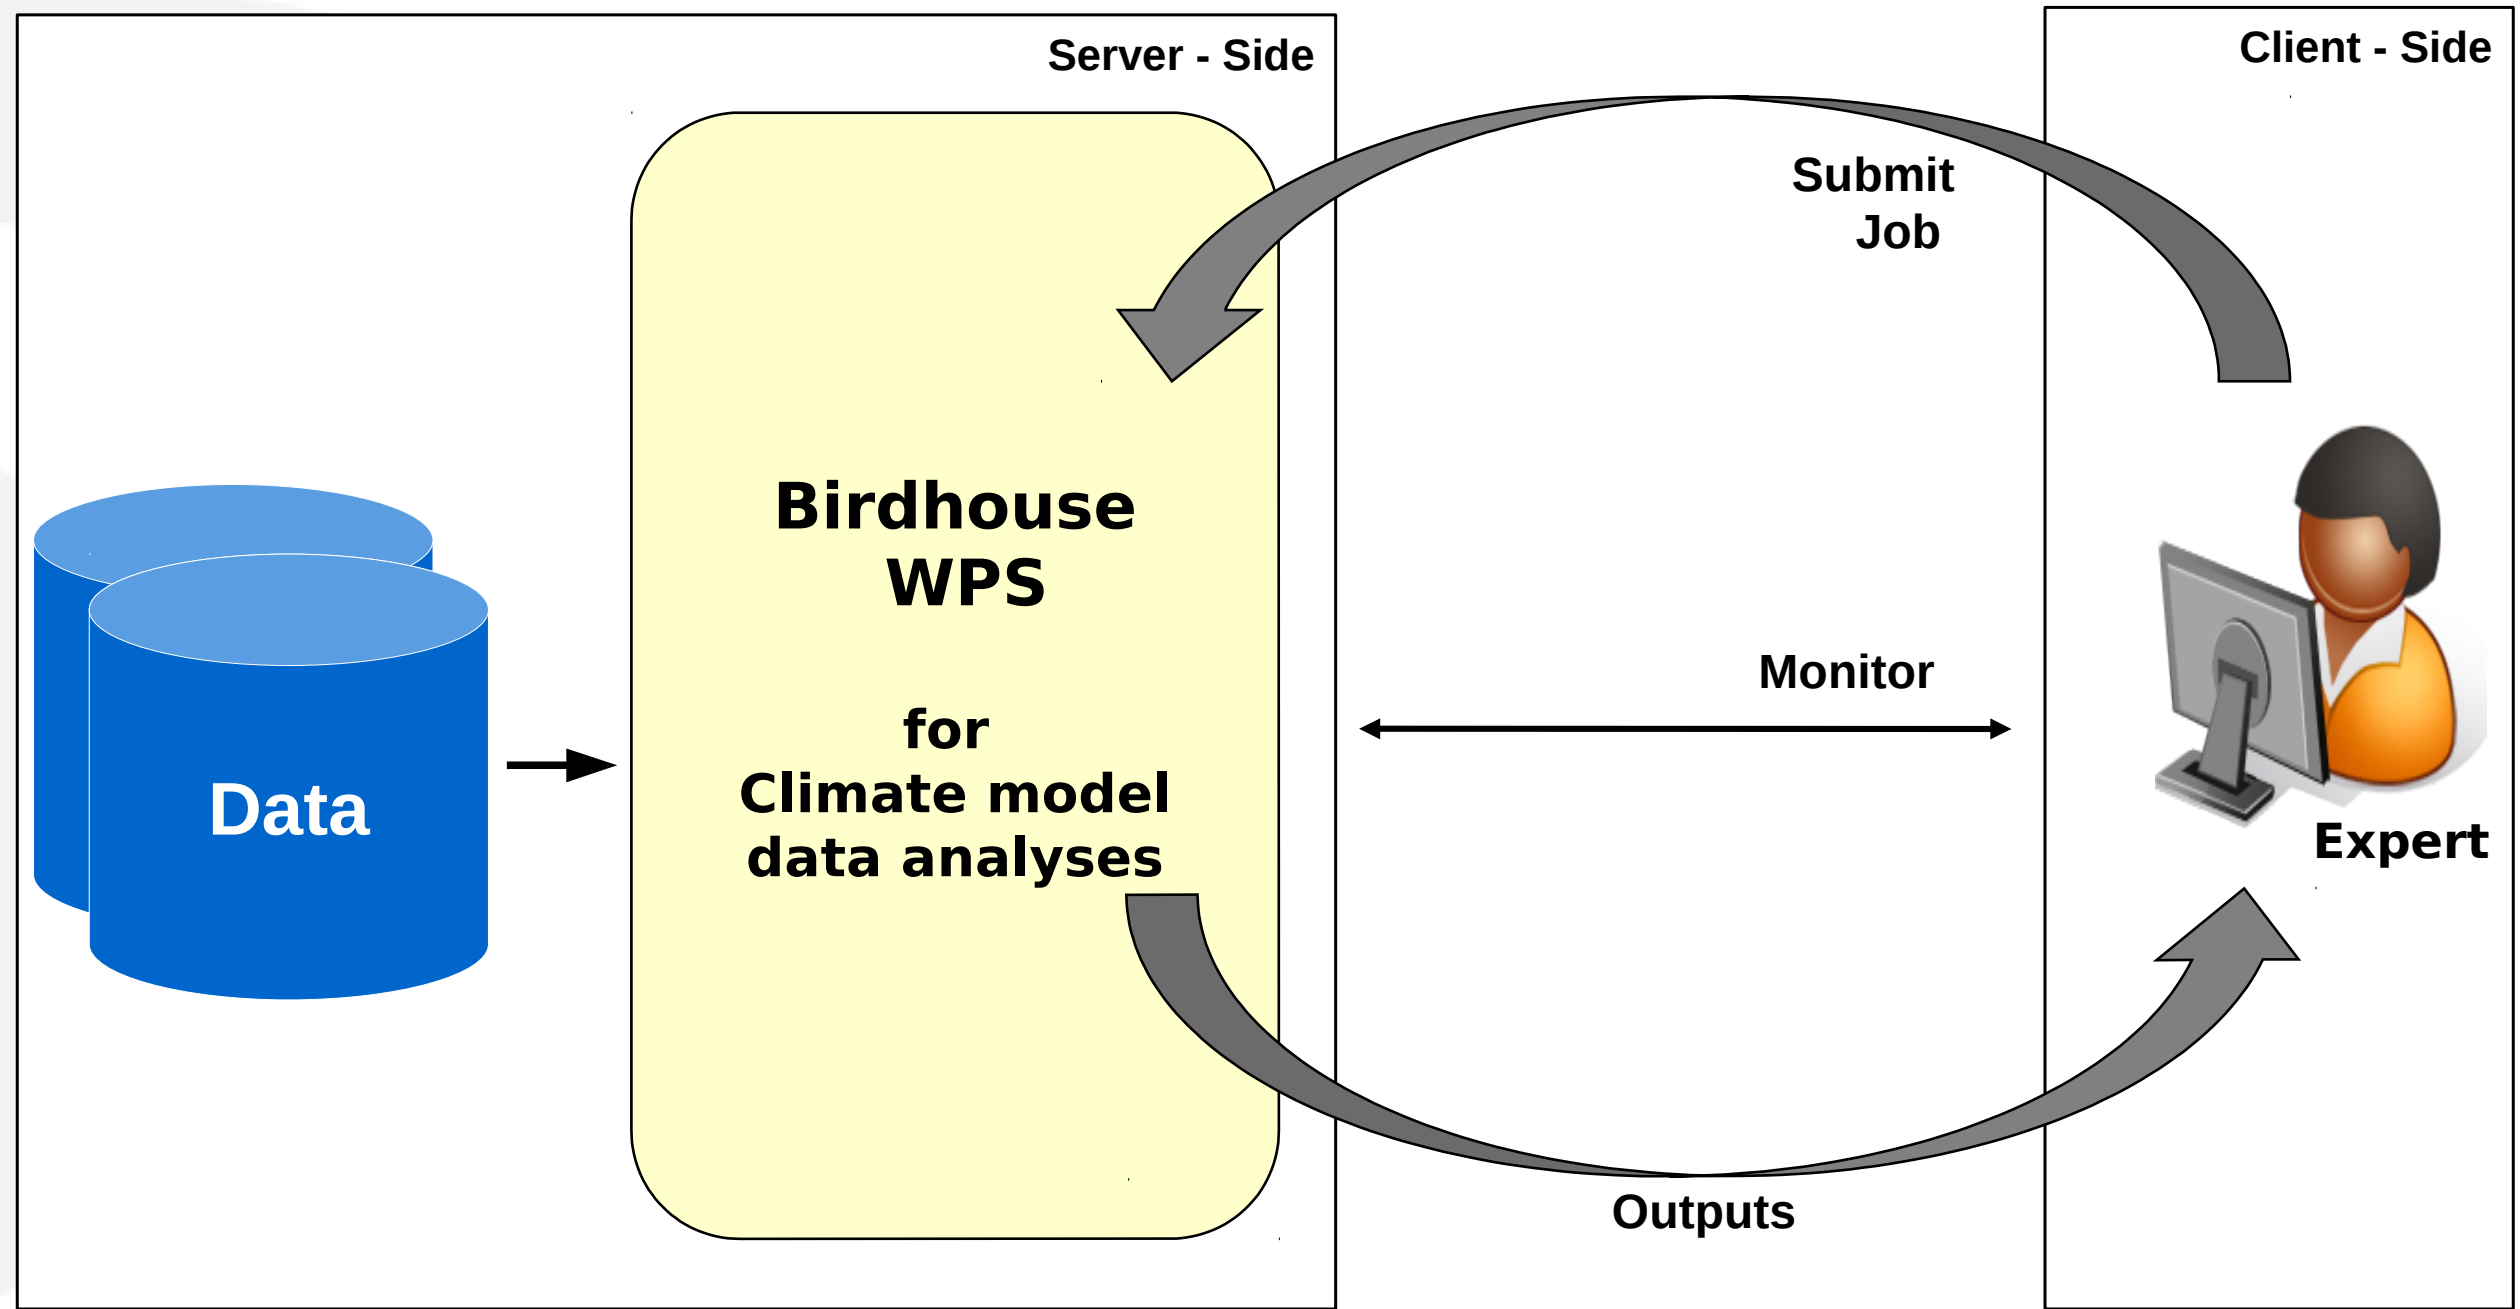 Server - Side
Client - Side
Submit
Job
Birdhouse
WPS
for
Climate model
data analyses
Data
Monitor
Expert
Outputs